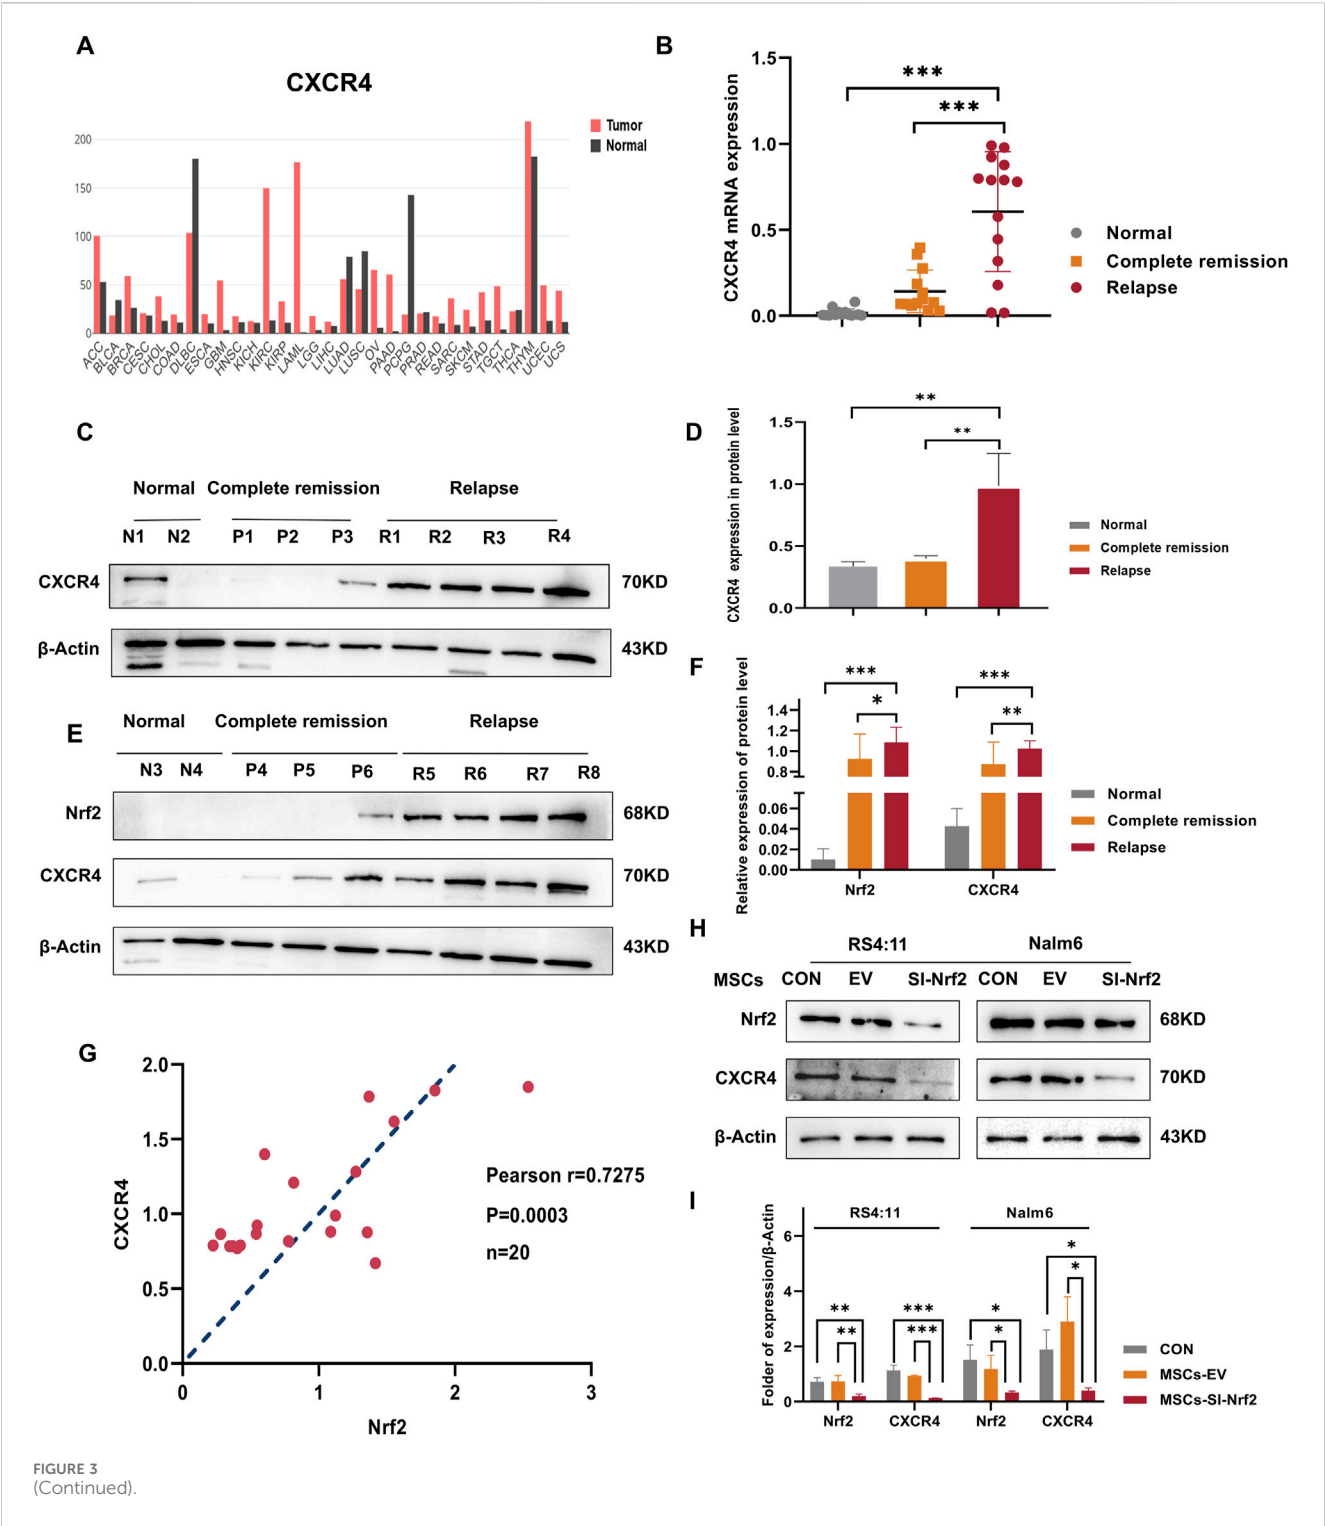 A
CXCR4
Tumor
Normal
200
150
100
50
0
ACC
BLCA
BRCA
CESC
CHOL
COAD
DLBC
ESCA
GBM
HNSC
KICH
KIRC
KIRP
LAML
LGG
LIHC
LUAD
LUSC
OV
PAAD
PCPG
PRAD
READ
SARC
SKCM
STAD
TGCT
THCA
THYM
UCEC
UCS
B
CXCR4 mRNA expression
1.5
1.0
0.5
0.0
***
***
Normal
Complete remission
Relapse
C
Normal Complete remission Relapse
N1 N2 P1 P2 P3 R1 R2 R3 R4
CXCR4 70KD
β-Actin 43KD
D
CXCR4 expression in protein level
1.5
1.0
0.5
0.0
**
**
Normal
Complete remission
Relapse
E
Normal Complete remission Relapse
N3 N4 P4 P5 P6 R5 R6 R7 R8
Nrf2 68KD
CXCR4 70KD
β-Actin 43KD
F
Relative expression of protein level
1.4
1.2
1.0
0.8
0.06
0.04
0.02
0.00
***
*
***
**
Nrf2 CXCR4
Normal
Complete remission
Relapse
G
CXCR4
2.0
1.5
1.0
0.5
0.0
0 1 2 3
Nrf2
Pearson r=0.7275
P=0.0003
n=20
H
RS4:11 Nalm6
MSCs CON EV SI-Nrf2 CON EV SI-Nrf2
Nrf2 68KD
CXCR4 70KD
β-Actin 43KD
I
Folder of expression/β-Actin
RS4:11 Nalm6
6
4
2
0
**
**
***
***
*
*
*
*
Nrf2 CXCR4 Nrf2 CXCR4
CON
MSCs-EV
MSCs-SI-Nrf2
FIGURE 3
(Continued).